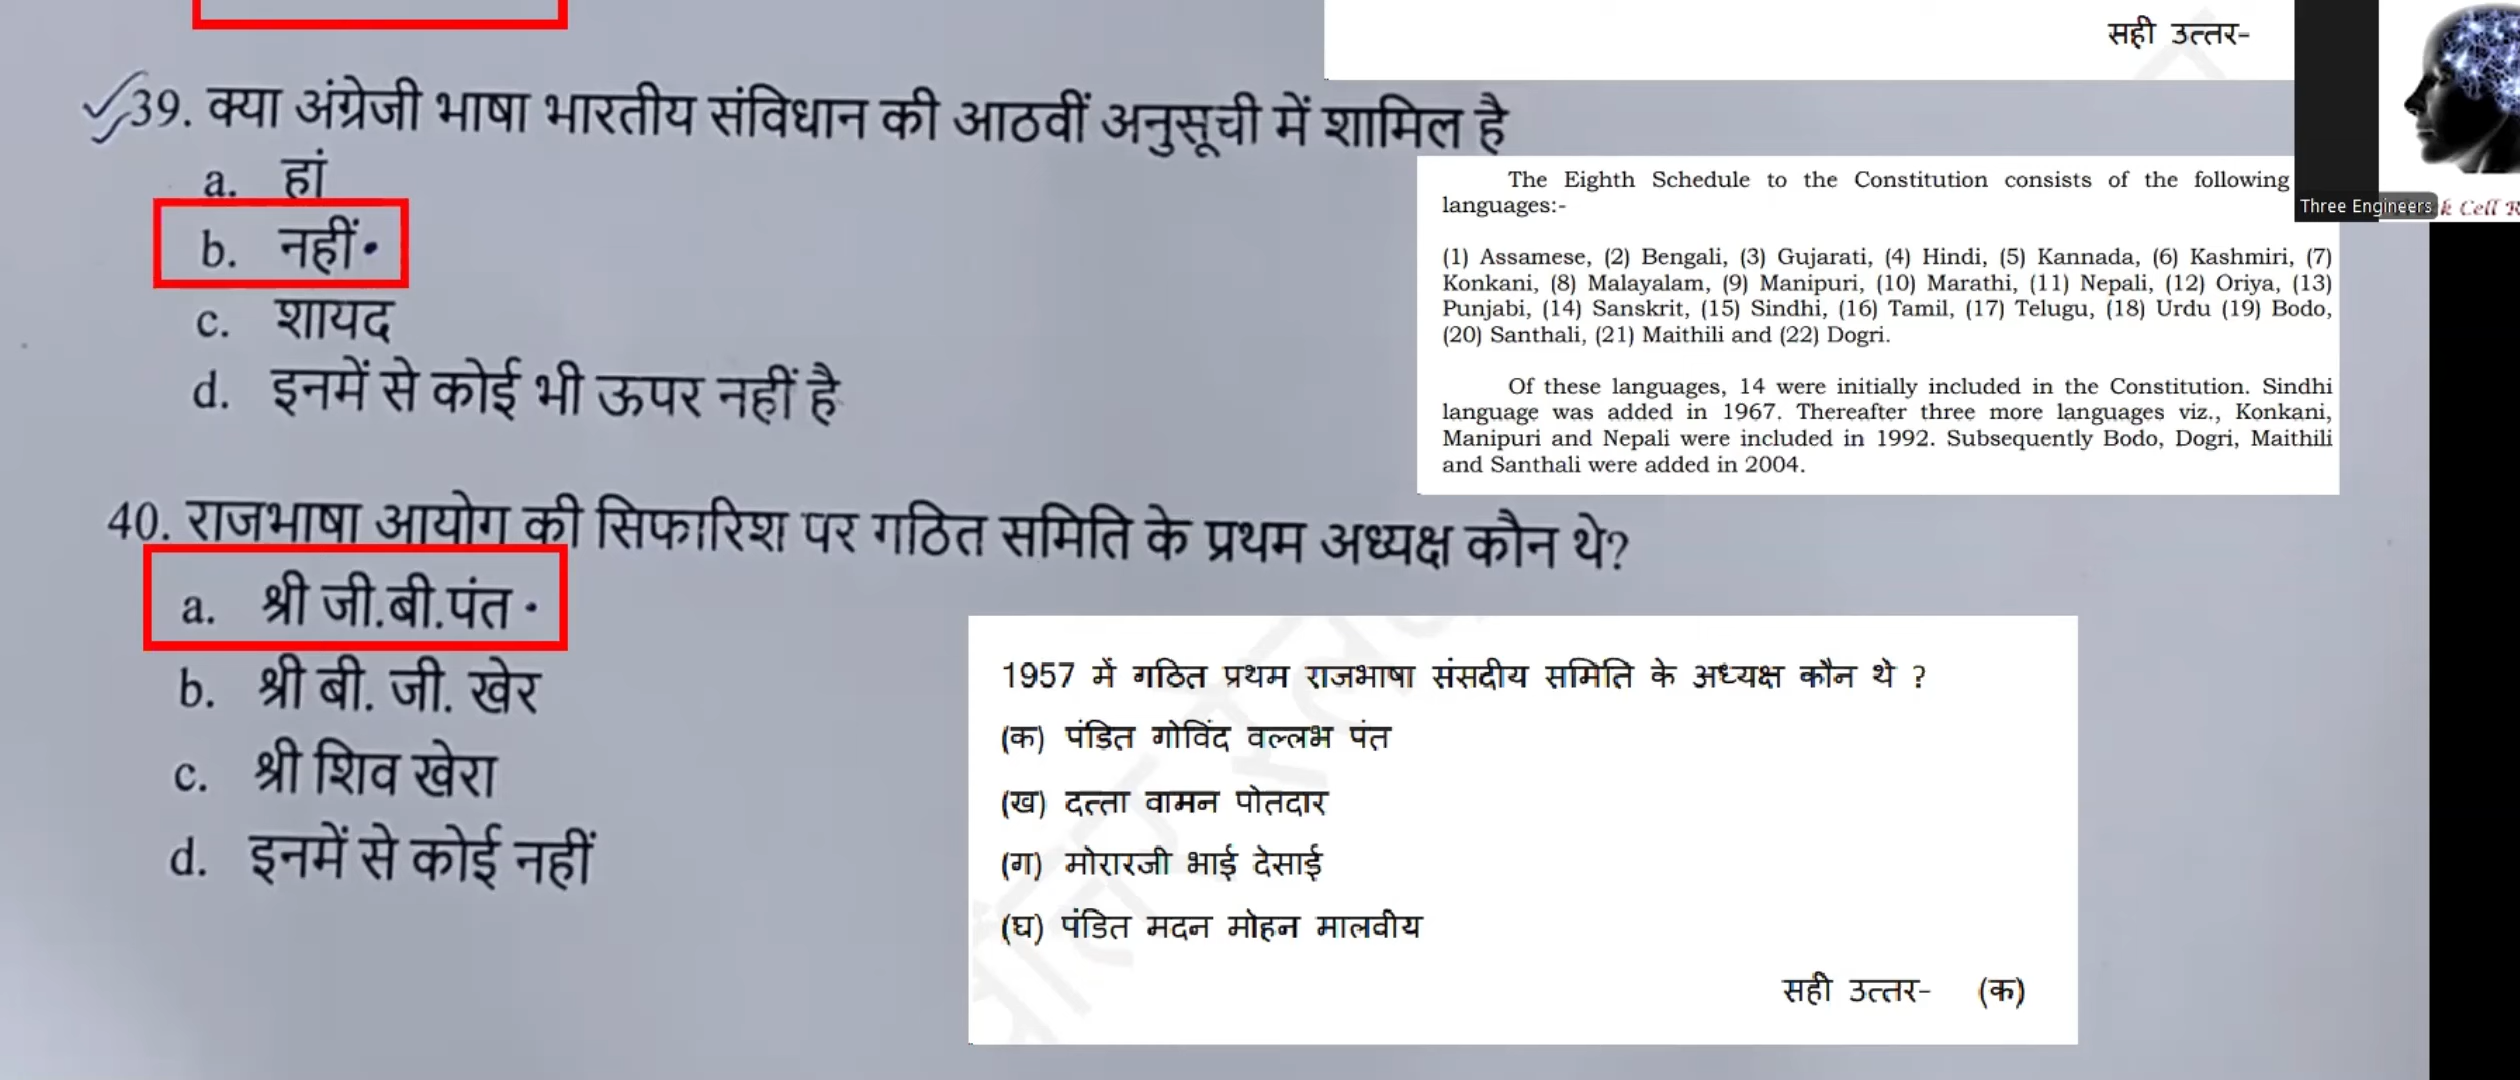 सही उत्तर-
39. क्या अंग्रेजी भाषा भारतीय संविधान की आठवीं अनुसूची में शामिल है
a. हां
b. नहीं
c. शायद
d. इनमें से कोई भी ऊपर नहीं है
The Eighth Schedule to the Constitution consists of the following
languages:-
(1) Assamese, (2) Bengali, (3) Gujarati, (4) Hindi, (5) Kannada, (6) Kashmiri, (7)
Konkani, (8) Malayalam, (9) Manipuri, (10) Marathi, (11) Nepali, (12) Oriya, (13)
Punjabi, (14) Sanskrit, (15) Sindhi, (16) Tamil, (17) Telugu, (18) Urdu (19) Bodo,
(20) Santhali, (21) Maithili and (22) Dogri.
Of these languages, 14 were initially included in the Constitution. Sindhi
language was added in 1967. Thereafter three more languages viz., Konkani,
Manipuri and Nepali were included in 1992. Subsequently Bodo, Dogri, Maithili
and Santhali were added in 2004.
Three Engineers
Cell
40. राजभाषा आयोग की सिफारिश पर गठित समिति के प्रथम अध्यक्ष कौन थे?
a. श्री जी.बी.पंत
b. श्री बी. जी. खेर
c. श्री शिव खेरा
d. इनमें से कोई नहीं
1957 में गठित प्रथम राजभाषा संसदीय समिति के अध्यक्ष कौन थे ?
(क) पंडित गोविंद वल्लभ पंत
(ख) दत्ता वामन पोतदार
(ग) मोरारजी भाई देसाई
(घ) पंडित मदन मोहन मालवीय
सही उत्तर- (क)